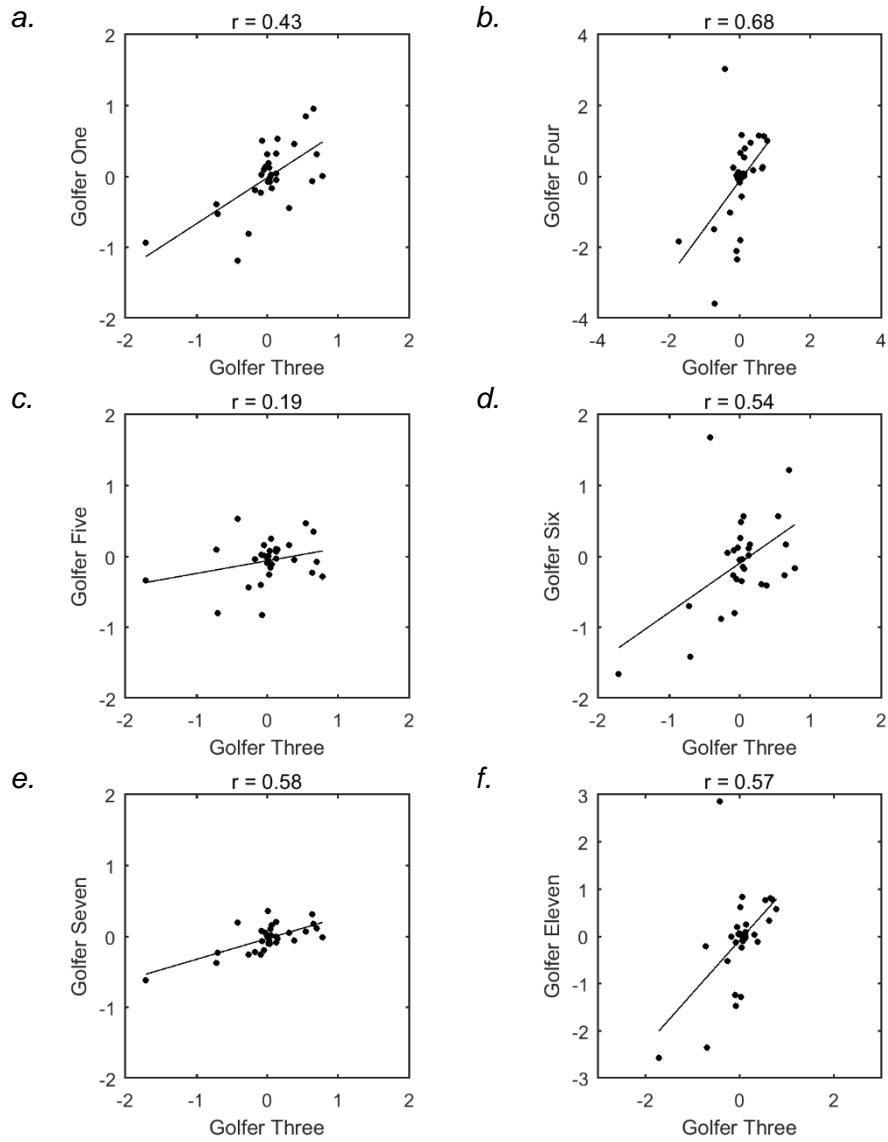 a.
r = 0.43
2
1
0
-1
-2
Golfer One
-2 -1 0 1 2
Golfer Three
b.
r = 0.68
4
2
0
-2
-4
Golfer Four
-4 -2 0 2 4
Golfer Three
c.
r = 0.19
2
1
0
-1
-2
Golfer Five
-2 -1 0 1 2
Golfer Three
d.
r = 0.54
2
1
0
-1
-2
Golfer Six
-2 -1 0 1 2
Golfer Three
e.
r = 0.58
2
1
0
-1
-2
Golfer Seven
-2 -1 0 1 2
Golfer Three
f.
r = 0.57
3
2
1
0
-1
-2
-3
Golfer Eleven
-2 0 2
Golfer Three